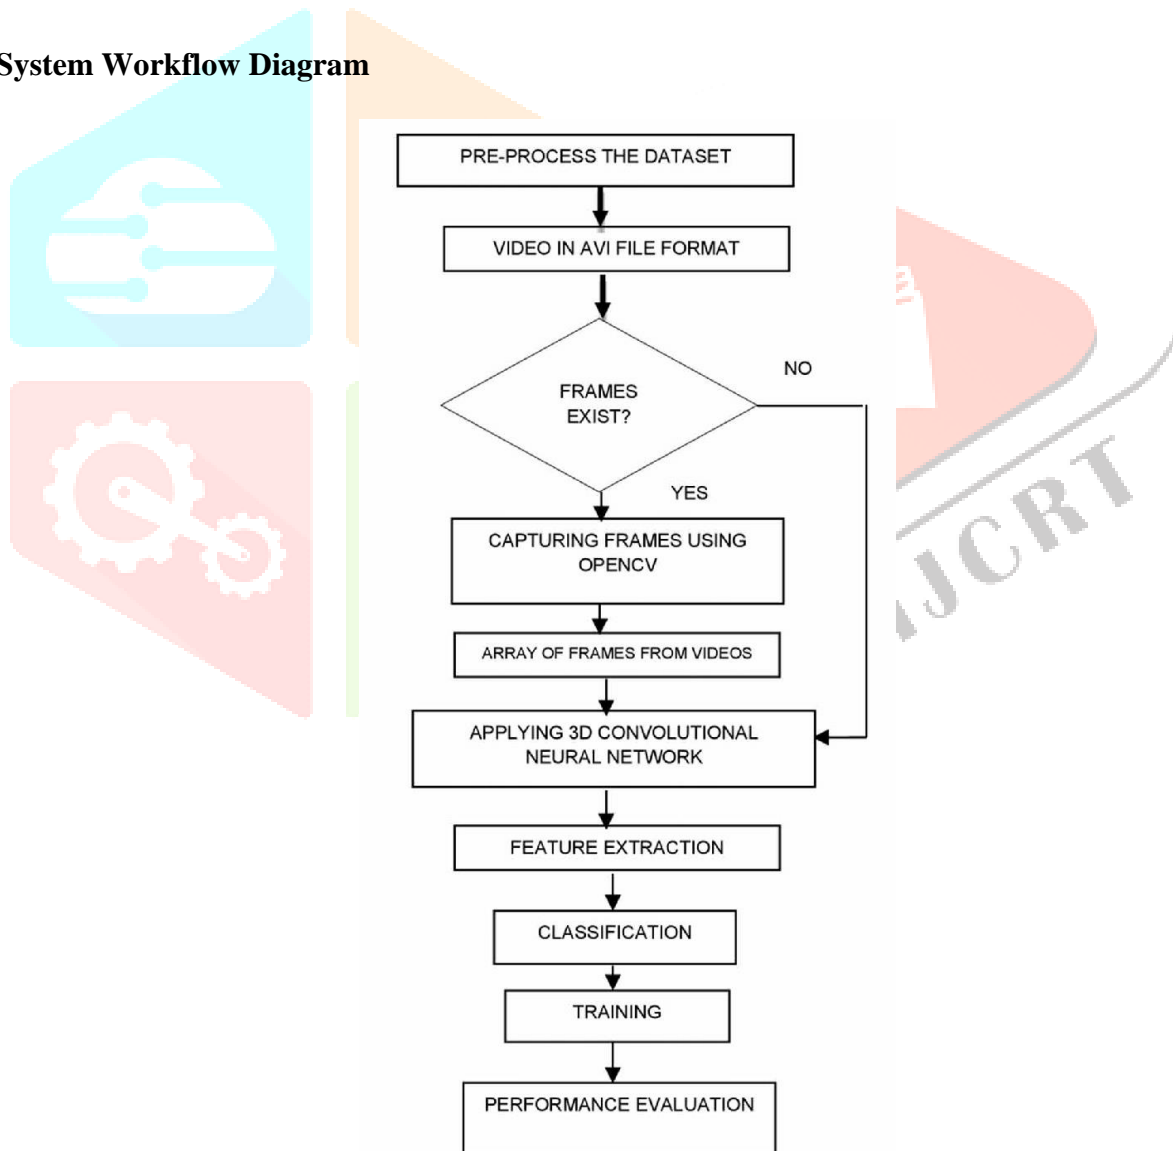 System Workflow Diagram
PRE-PROCESS THE DATASET
VIDEO IN AVI FILE FORMAT
NO
FRAMES
EXIST?
YES
CAPTURING FRAMES USING
OPENCV
ARRAY OF FRAMES FROM VIDEOS
APPLYING 3D CONVOLUTIONAL
NEURAL NETWORK
FEATURE EXTRACTION
CLASSIFICATION
TRAINING
PERFORMANCE EVALUATION
IJCRT